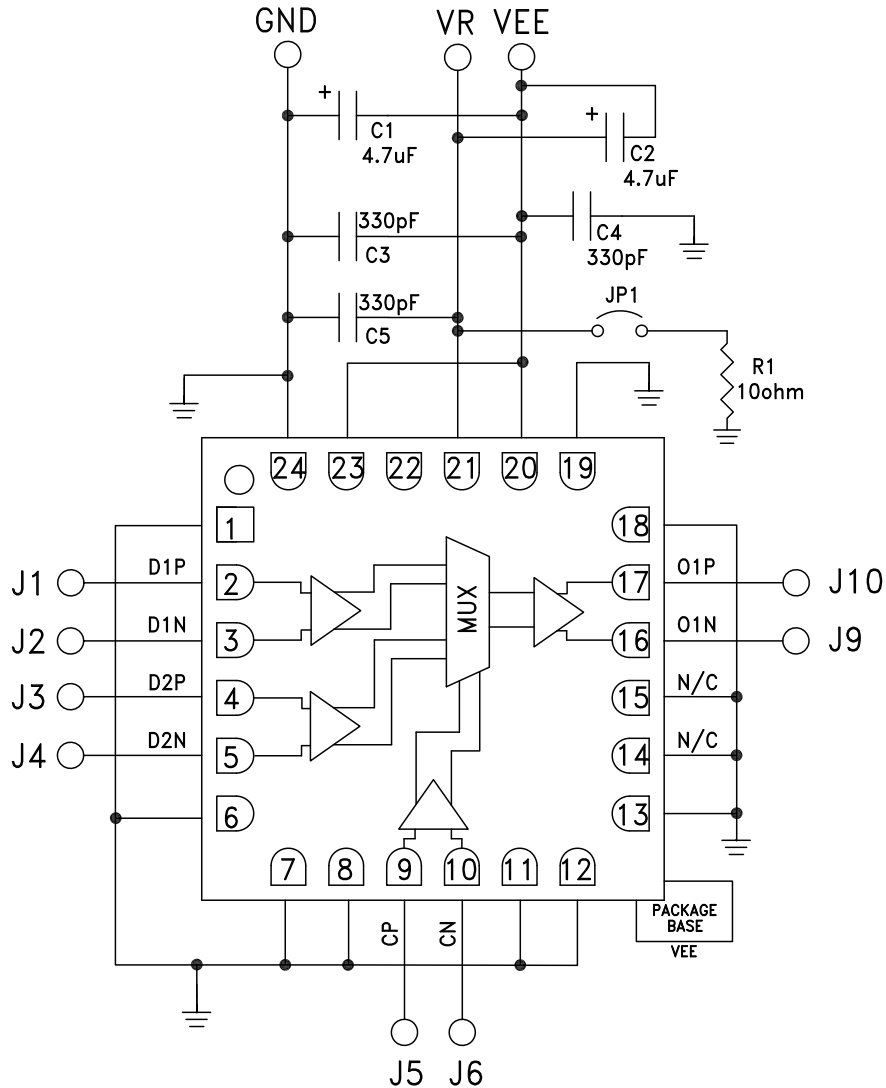 GND VR VEE
+
C1
4.7uF
+
C2
4.7uF
330pF
C3
C4
330pF
330pF
C5
JP1
R1
10ohm
24 23 22 21 20 19
1 18
J1 D1P 2 17 O1P J10
J2 D1N 3 16 O1N J9
MUX
J3 D2P 4 15 N/C
J4 D2N 5 14 N/C
6 13
7 8 9 10 11 12
CP CN
PACKAGE
BASE
VEE
J5 J6